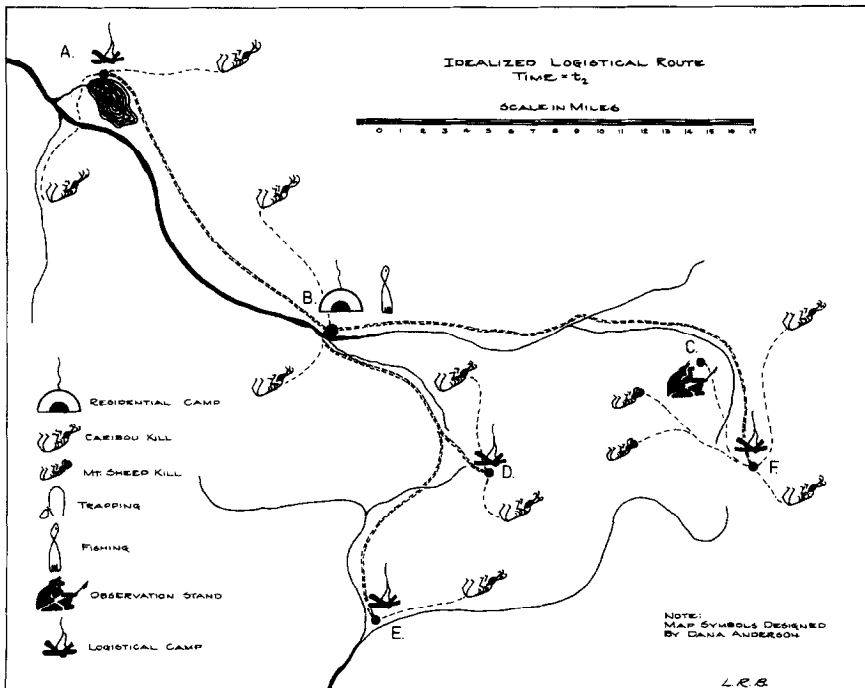 A.
IDEALIZED LOGISTICAL ROUTE
TIME = t₂
SCALE IN MILES
0 1 2 3 4 5 6 7 8 9 10 11 12 13 14 15 16 17
B.
C.
D.
F.
E.
RESIDENTIAL CAMP
CARIBOU KILL
MT. SHEEP KILL
TRAPPING
FISHING
OBSERVATION STAND
LOGISTICAL CAMP
NOTE:
MAP SYMBOLS DESIGNED
BY DANA ANDERSON
L.R.B.